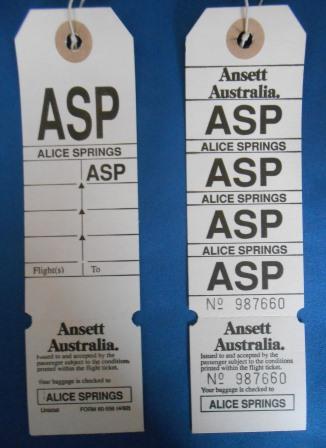 ASP
ALICE SPRINGS
ASP
Flight(s) To
Ansett
Australia.
Issued to and accepted by the
passenger subject to the conditions
printed within the flight ticket.
Your baggage is checked to
ALICE SPRINGS
Ansett
Australia.
ASP
ALICE SPRINGS
ASP
ALICE SPRINGS
ASP
ALICE SPRINGS
ASP
No 987660
Ansett
Australia.
Issued to and accepted by the
passenger subject to the conditions
printed within the flight ticket.
No 987660
Your baggage is checked to
ALICE SPRINGS